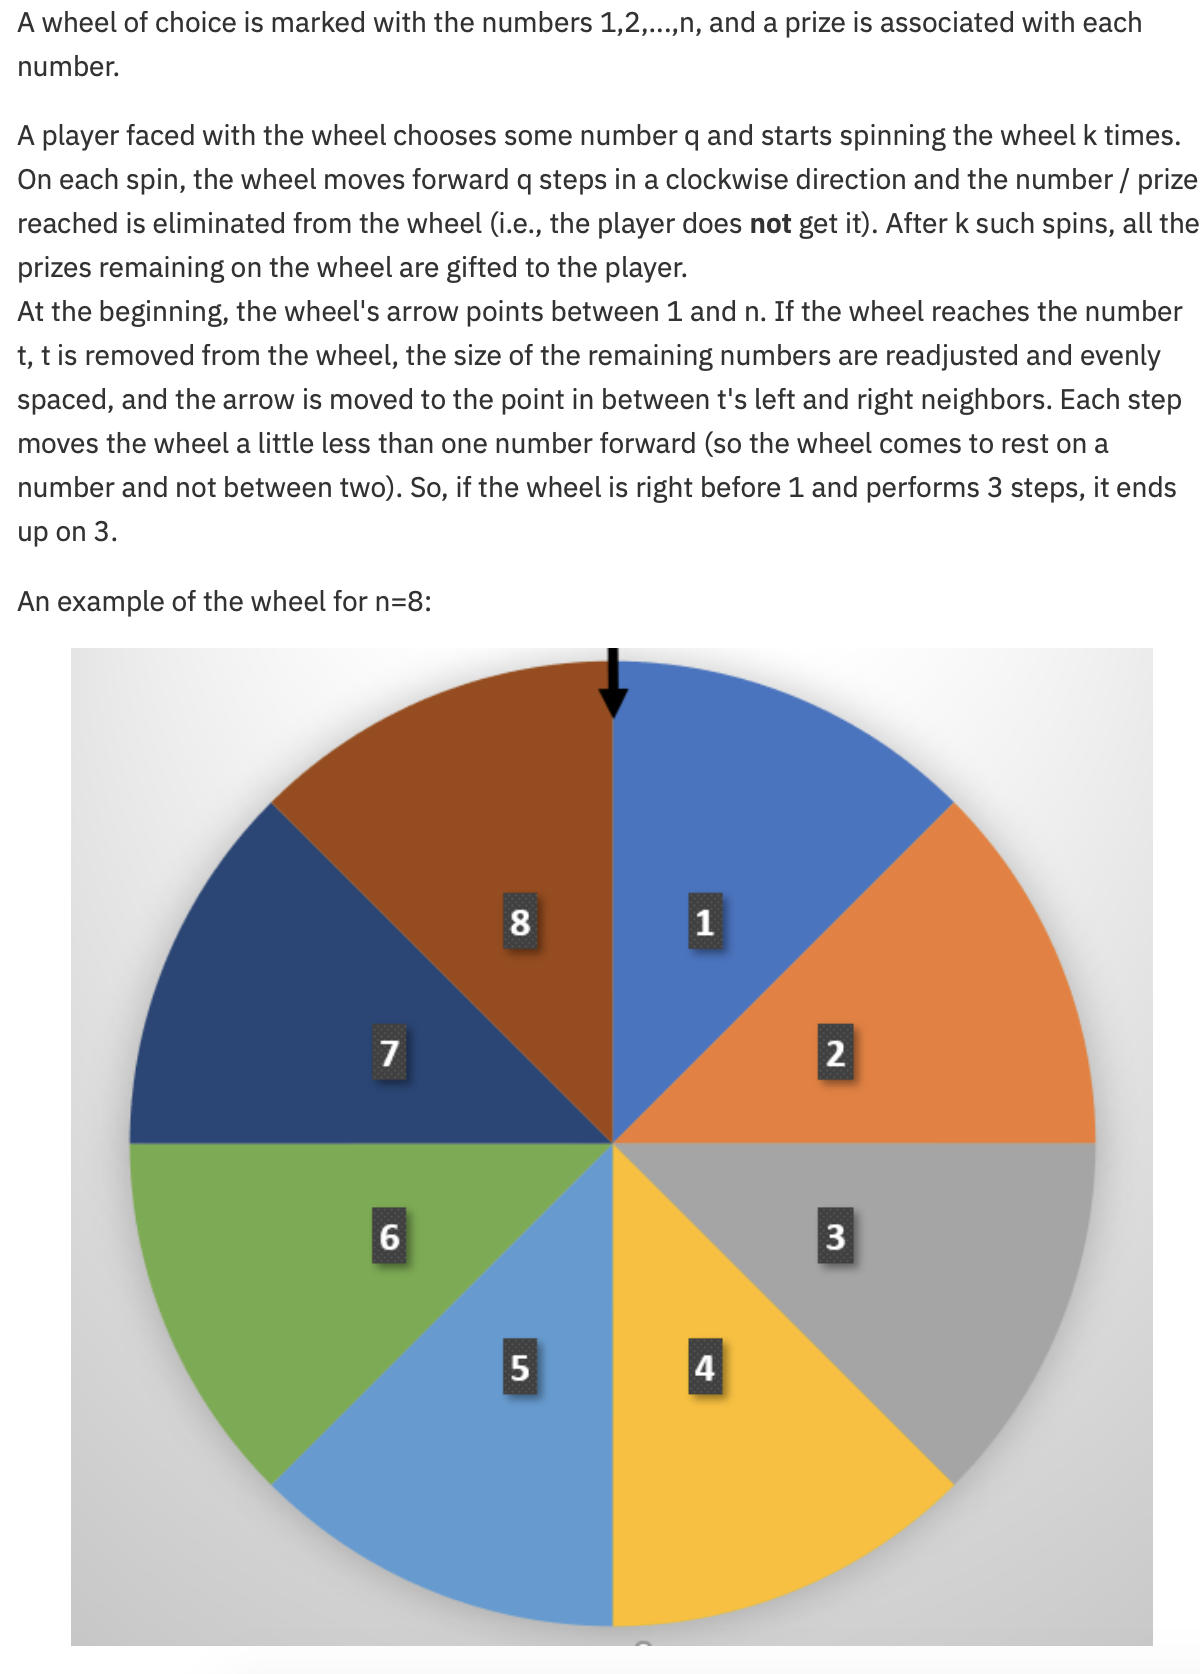 A wheel of choice is marked with the numbers 1,2,...,n, and a prize is associated with each
number.
A player faced with the wheel chooses some number q and starts spinning the wheel k times.
On each spin, the wheel moves forward q steps in a clockwise direction and the number / prize
reached is eliminated from the wheel (i.e., the player does not get it). After k such spins, all the
prizes remaining on the wheel are gifted to the player.
At the beginning, the wheel's arrow points between 1 and n. If the wheel reaches the number
t, t is removed from the wheel, the size of the remaining numbers are readjusted and evenly
spaced, and the arrow is moved to the point in between t's left and right neighbors. Each step
moves the wheel a little less than one number forward (so the wheel comes to rest on a
number and not between two). So, if the wheel is right before 1 and performs 3 steps, it ends
up on 3.
An example of the wheel for n=8:
8 1
7 2
6 3
5 4